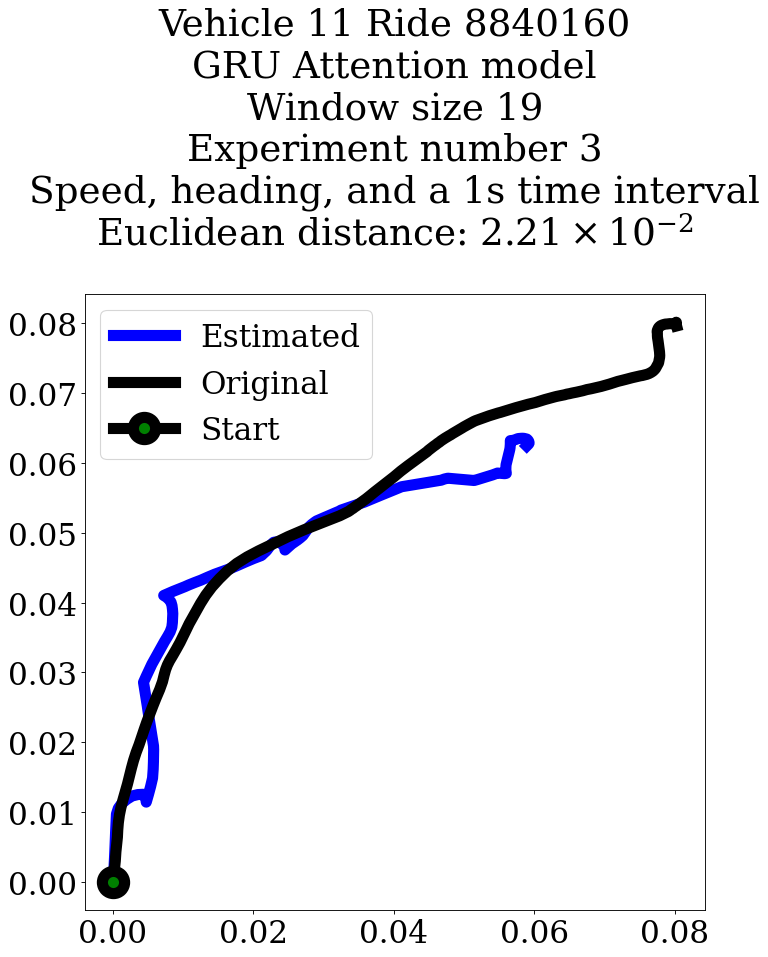 Vehicle 11 Ride 8840160
GRU Attention model
Window size 19
Experiment number 3
Speed, heading, and a 1s time interval
Euclidean distance: 2.21 × 10⁻²
Estimated
Original
Start
0.08
0.07
0.06
0.05
0.04
0.03
0.02
0.01
0.00
0.00 0.02 0.04 0.06 0.08